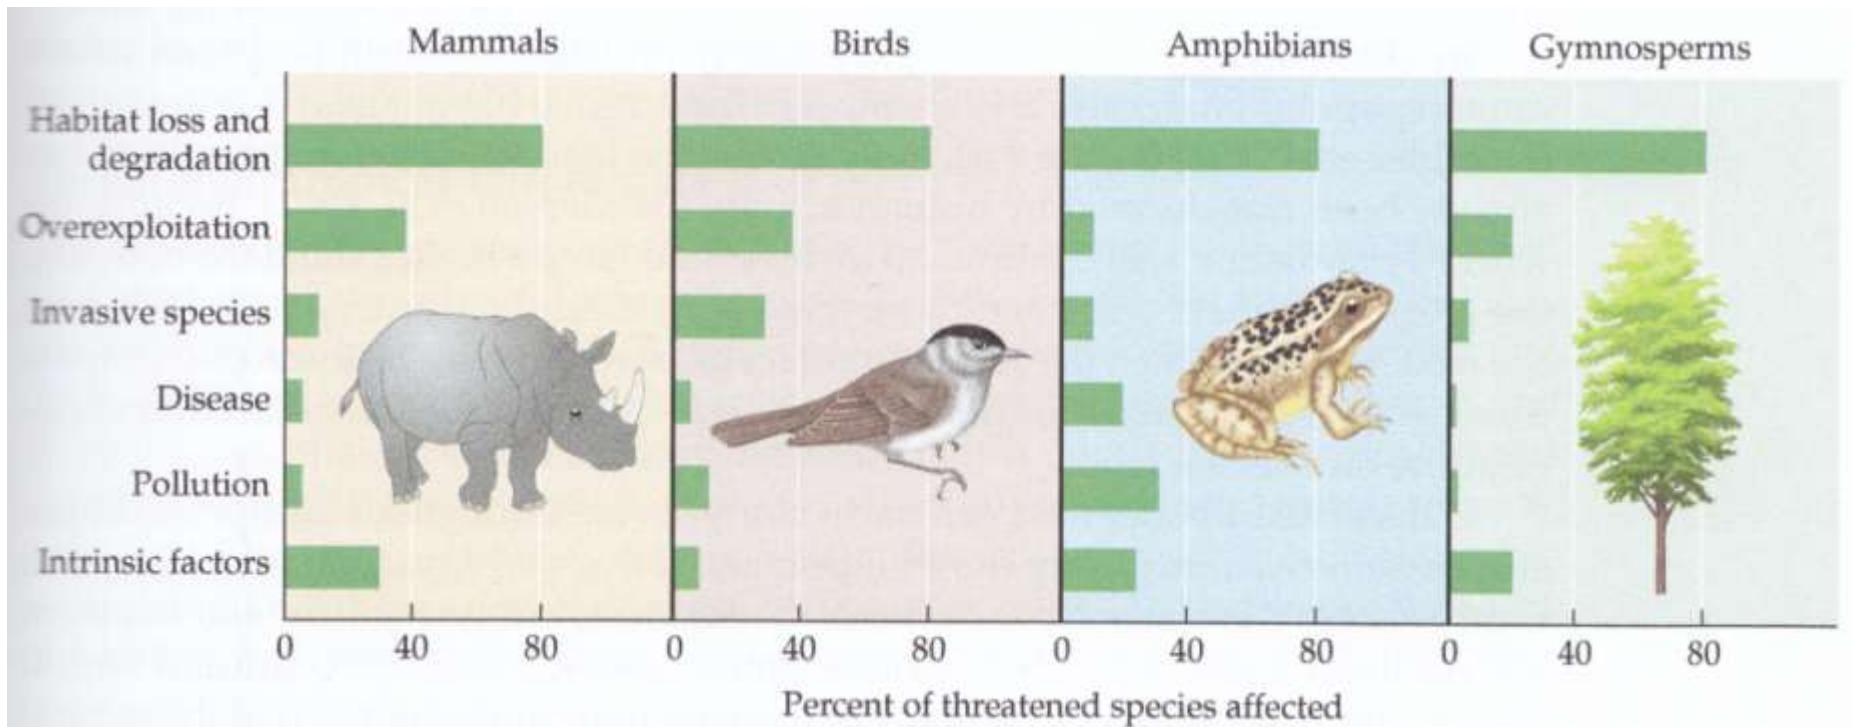 Mammals Birds Amphibians Gymnosperms
Habitat loss and
degradation
Overexploitation
Invasive species
Disease
Pollution
Intrinsic factors
0 40 80 0 40 80 0 40 80 0 40 80
Percent of threatened species affected